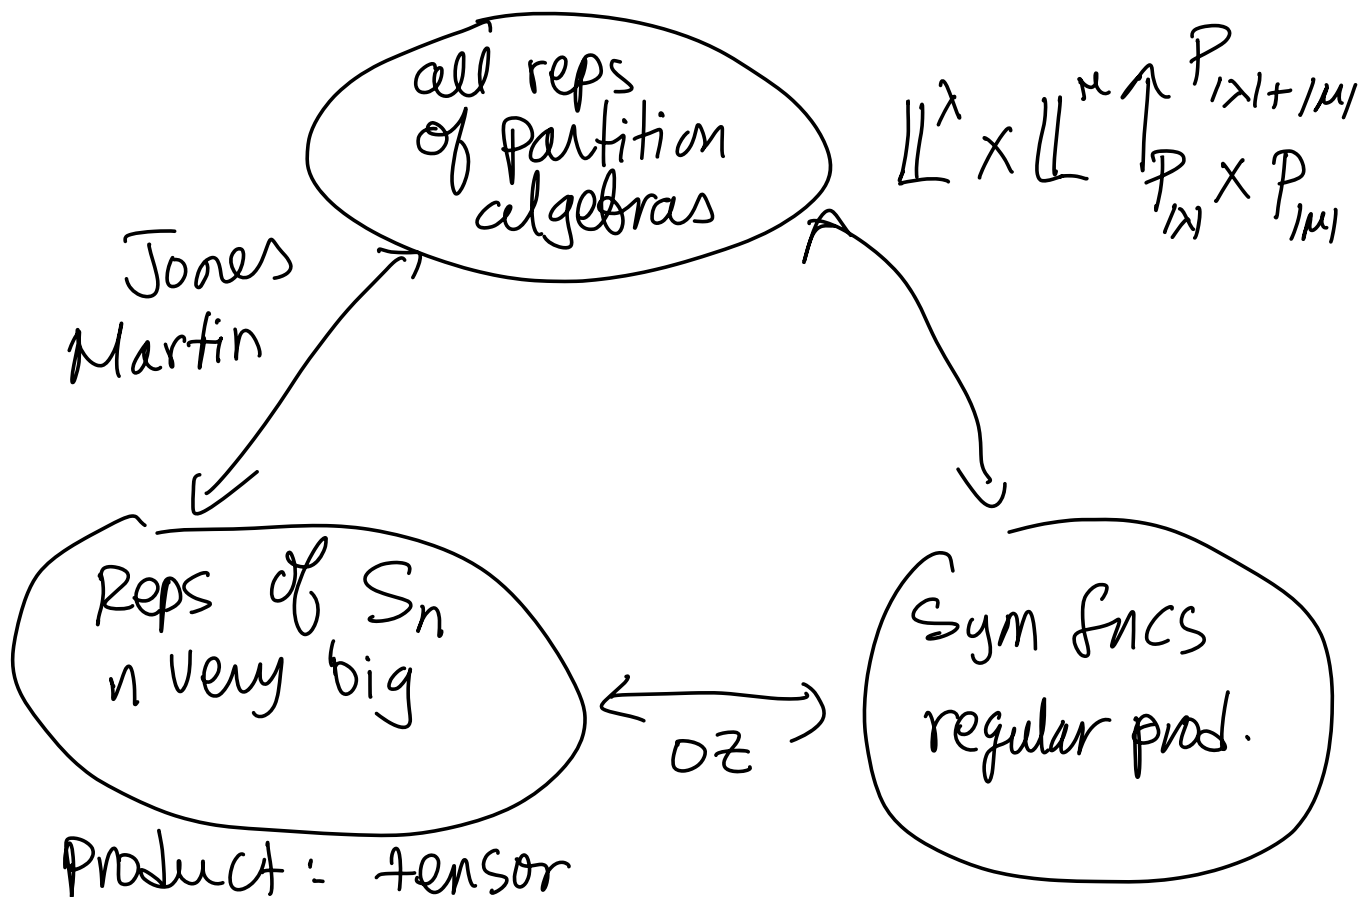 all reps
of partition
algebras
𝕃^λ × 𝕃^μ ↑ P_{|λ|+|μ|}
P_{|λ|} × P_{|μ|}
Jones
Martin
Reps of S_n
n very big
Product: tensor
OZ
Sym fncs
regular prod.